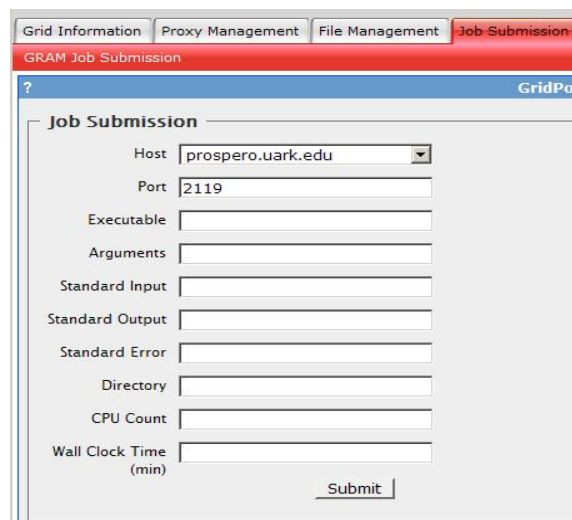 Grid Information Proxy Management File Management Job Submission
GRAM Job Submission
?
Job Submission
Host prospero.uark.edu
Port 2119
Executable
Arguments
Standard Input
Standard Output
Standard Error
Directory
CPU Count
Wall Clock Time
(min)
Submit